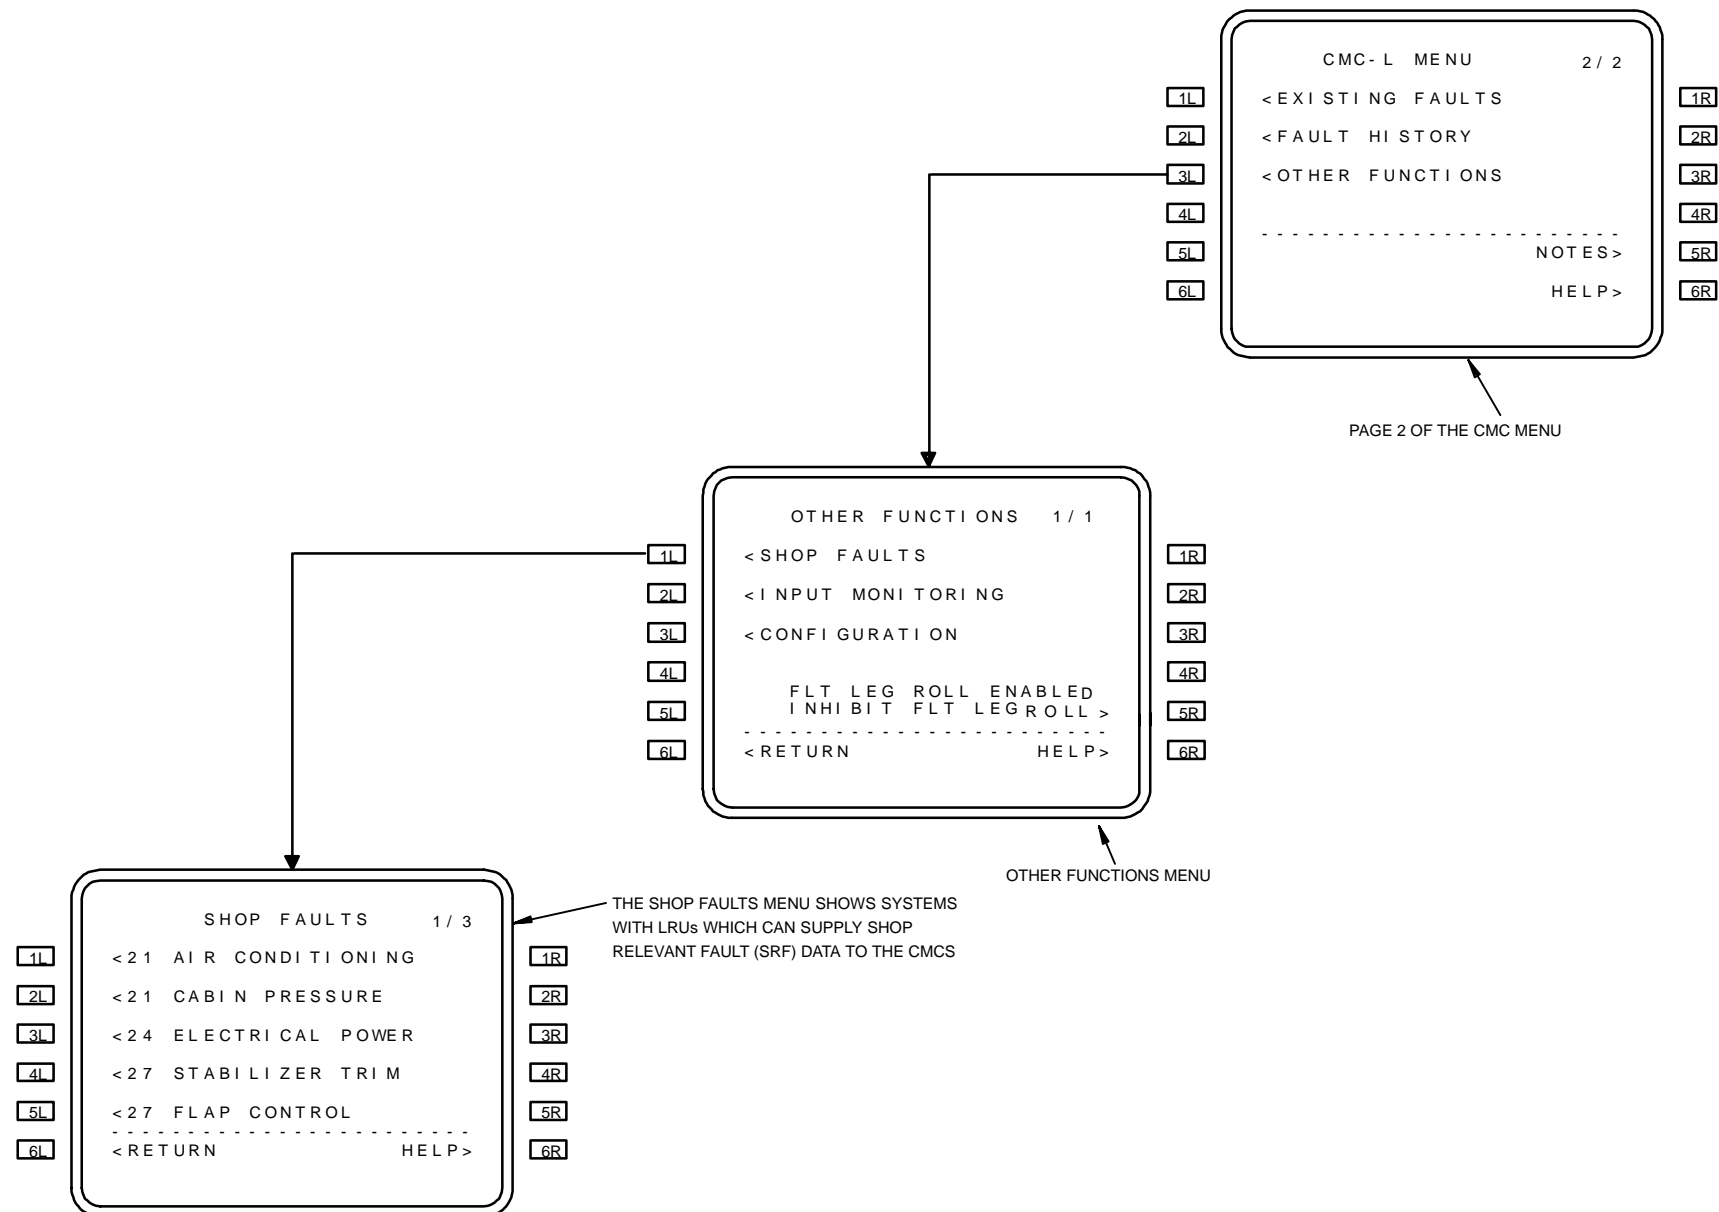 CMC-L MENU 2/2
1L <EXISTING FAULTS 1R
2L <FAULT HISTORY 2R
3L <OTHER FUNCTIONS 3R
4L 4R
------------------------
5L NOTES> 5R
6L HELP> 6R
PAGE 2 OF THE CMC MENU
OTHER FUNCTIONS 1/1
1L <SHOP FAULTS 1R
2L <INPUT MONITORING 2R
3L <CONFIGURATION 3R
4L 4R
FLT LEG ROLL ENABLED
5L INHIBIT FLT LEG ROLL> 5R
------------------------
6L <RETURN HELP> 6R
OTHER FUNCTIONS MENU
SHOP FAULTS 1/3
1L <21 AIR CONDITIONING 1R
2L <21 CABIN PRESSURE 2R
3L <24 ELECTRICAL POWER 3R
4L <27 STABILIZER TRIM 4R
5L <27 FLAP CONTROL 5R
------------------------
6L <RETURN HELP> 6R
THE SHOP FAULTS MENU SHOWS SYSTEMS
WITH LRUs WHICH CAN SUPPLY SHOP
RELEVANT FAULT (SRF) DATA TO THE CMCS